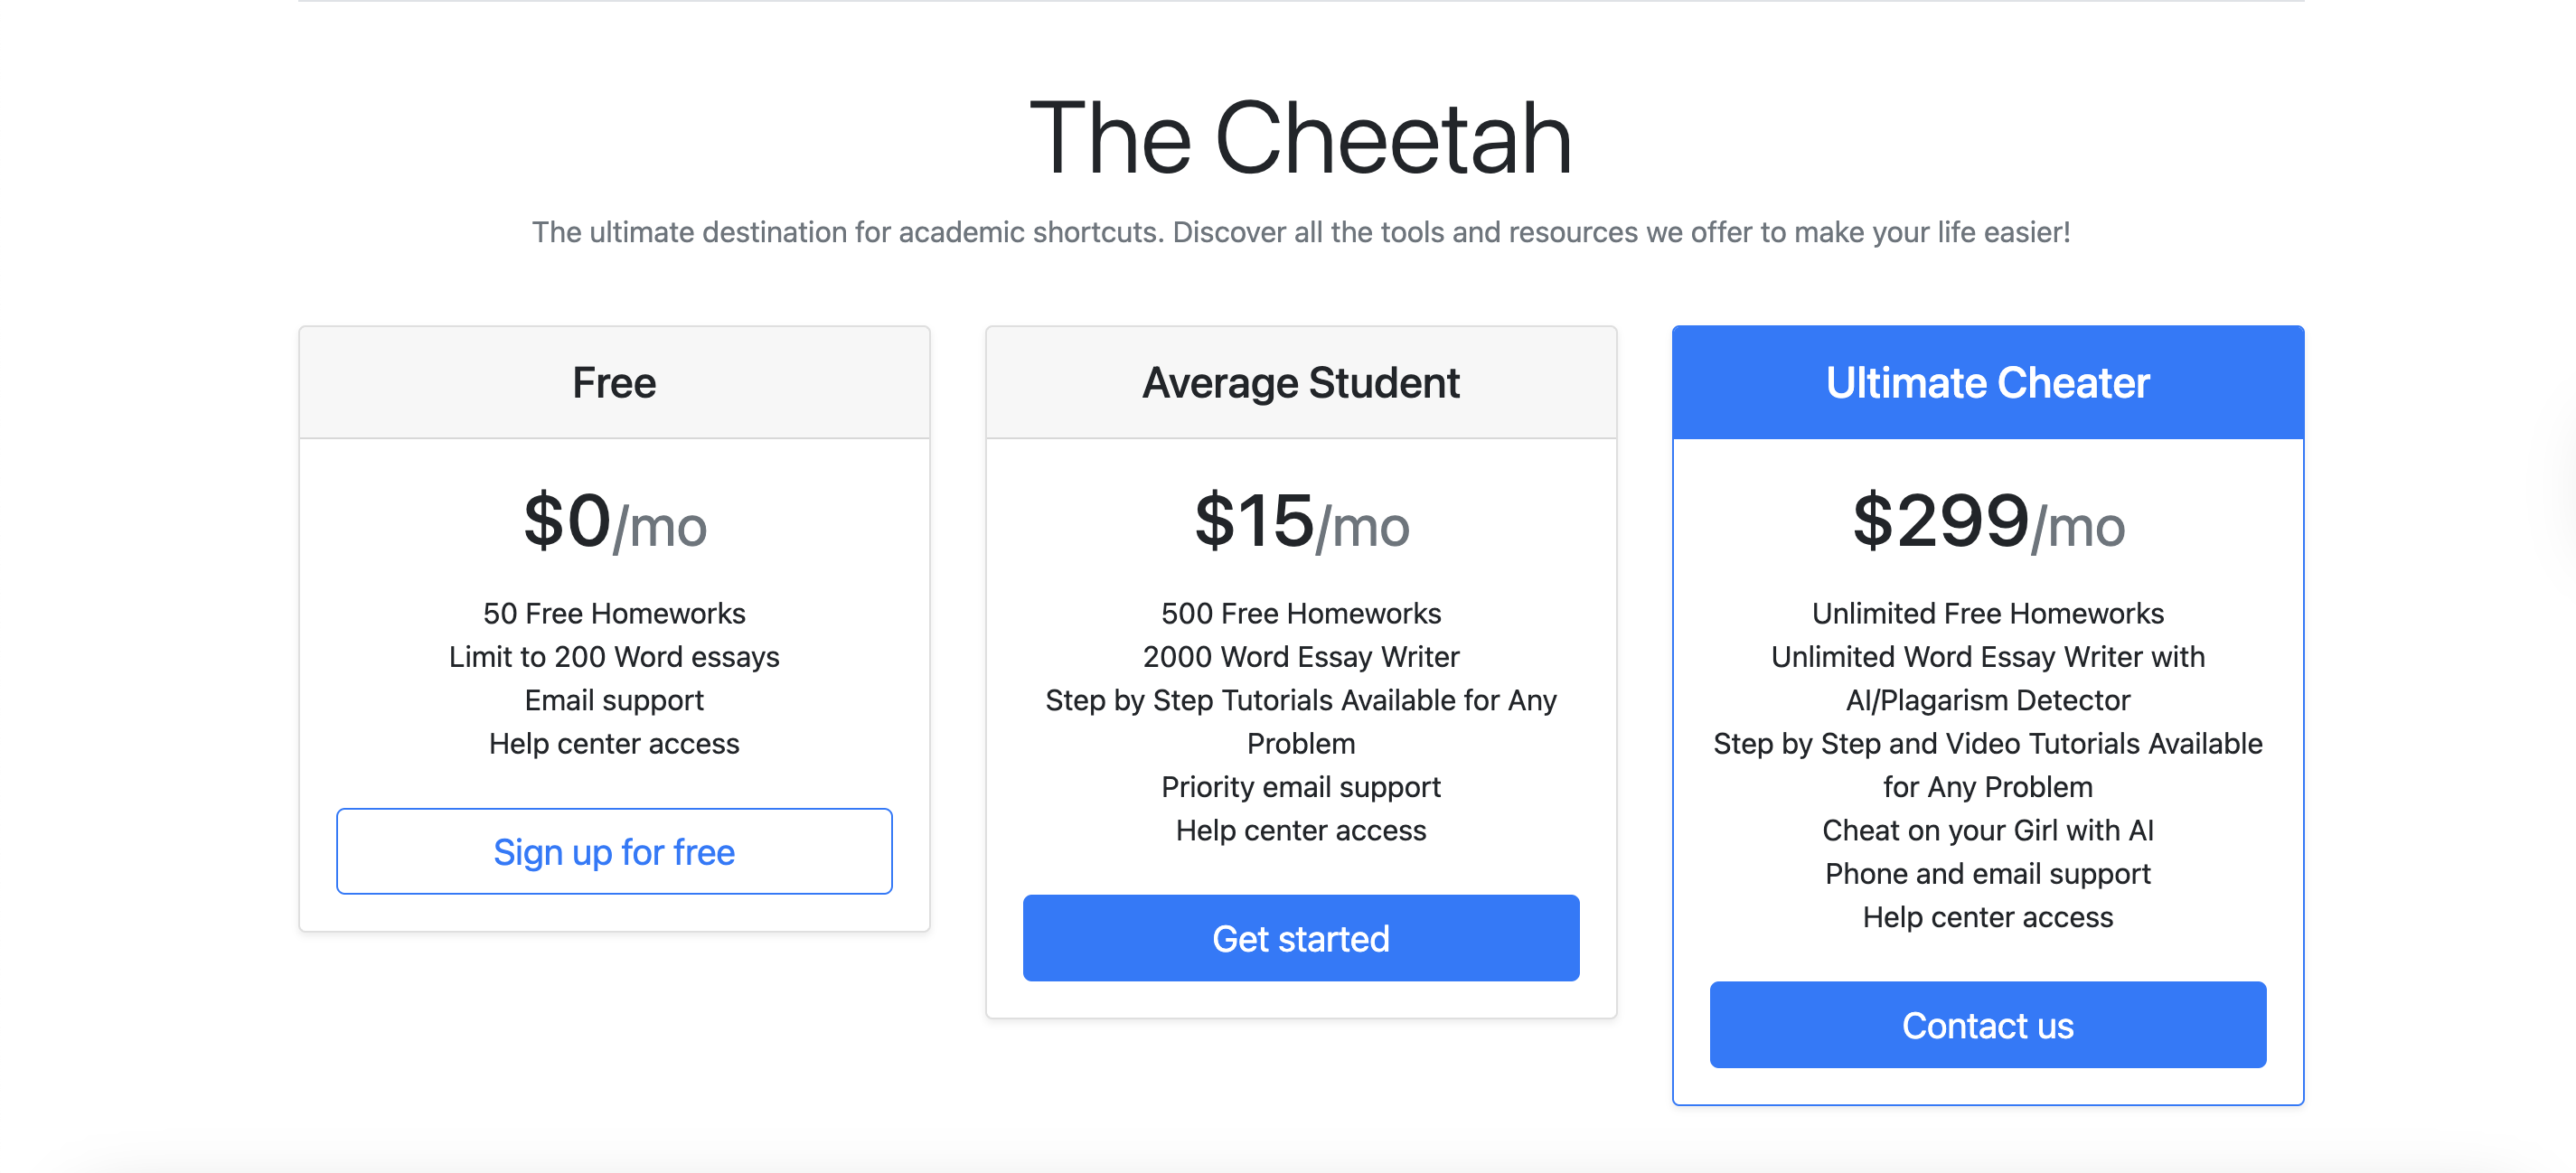 The Cheetah
The ultimate destination for academic shortcuts. Discover all the tools and resources we offer to make your life easier!
Free
$0/mo
50 Free Homeworks
Limit to 200 Word essays
Email support
Help center access
Sign up for free
Average Student
$15/mo
500 Free Homeworks
2000 Word Essay Writer
Step by Step Tutorials Available for Any
Problem
Priority email support
Help center access
Get started
Ultimate Cheater
$299/mo
Unlimited Free Homeworks
Unlimited Word Essay Writer with
AI/Plagarism Detector
Step by Step and Video Tutorials Available
for Any Problem
Cheat on your Girl with AI
Phone and email support
Help center access
Contact us